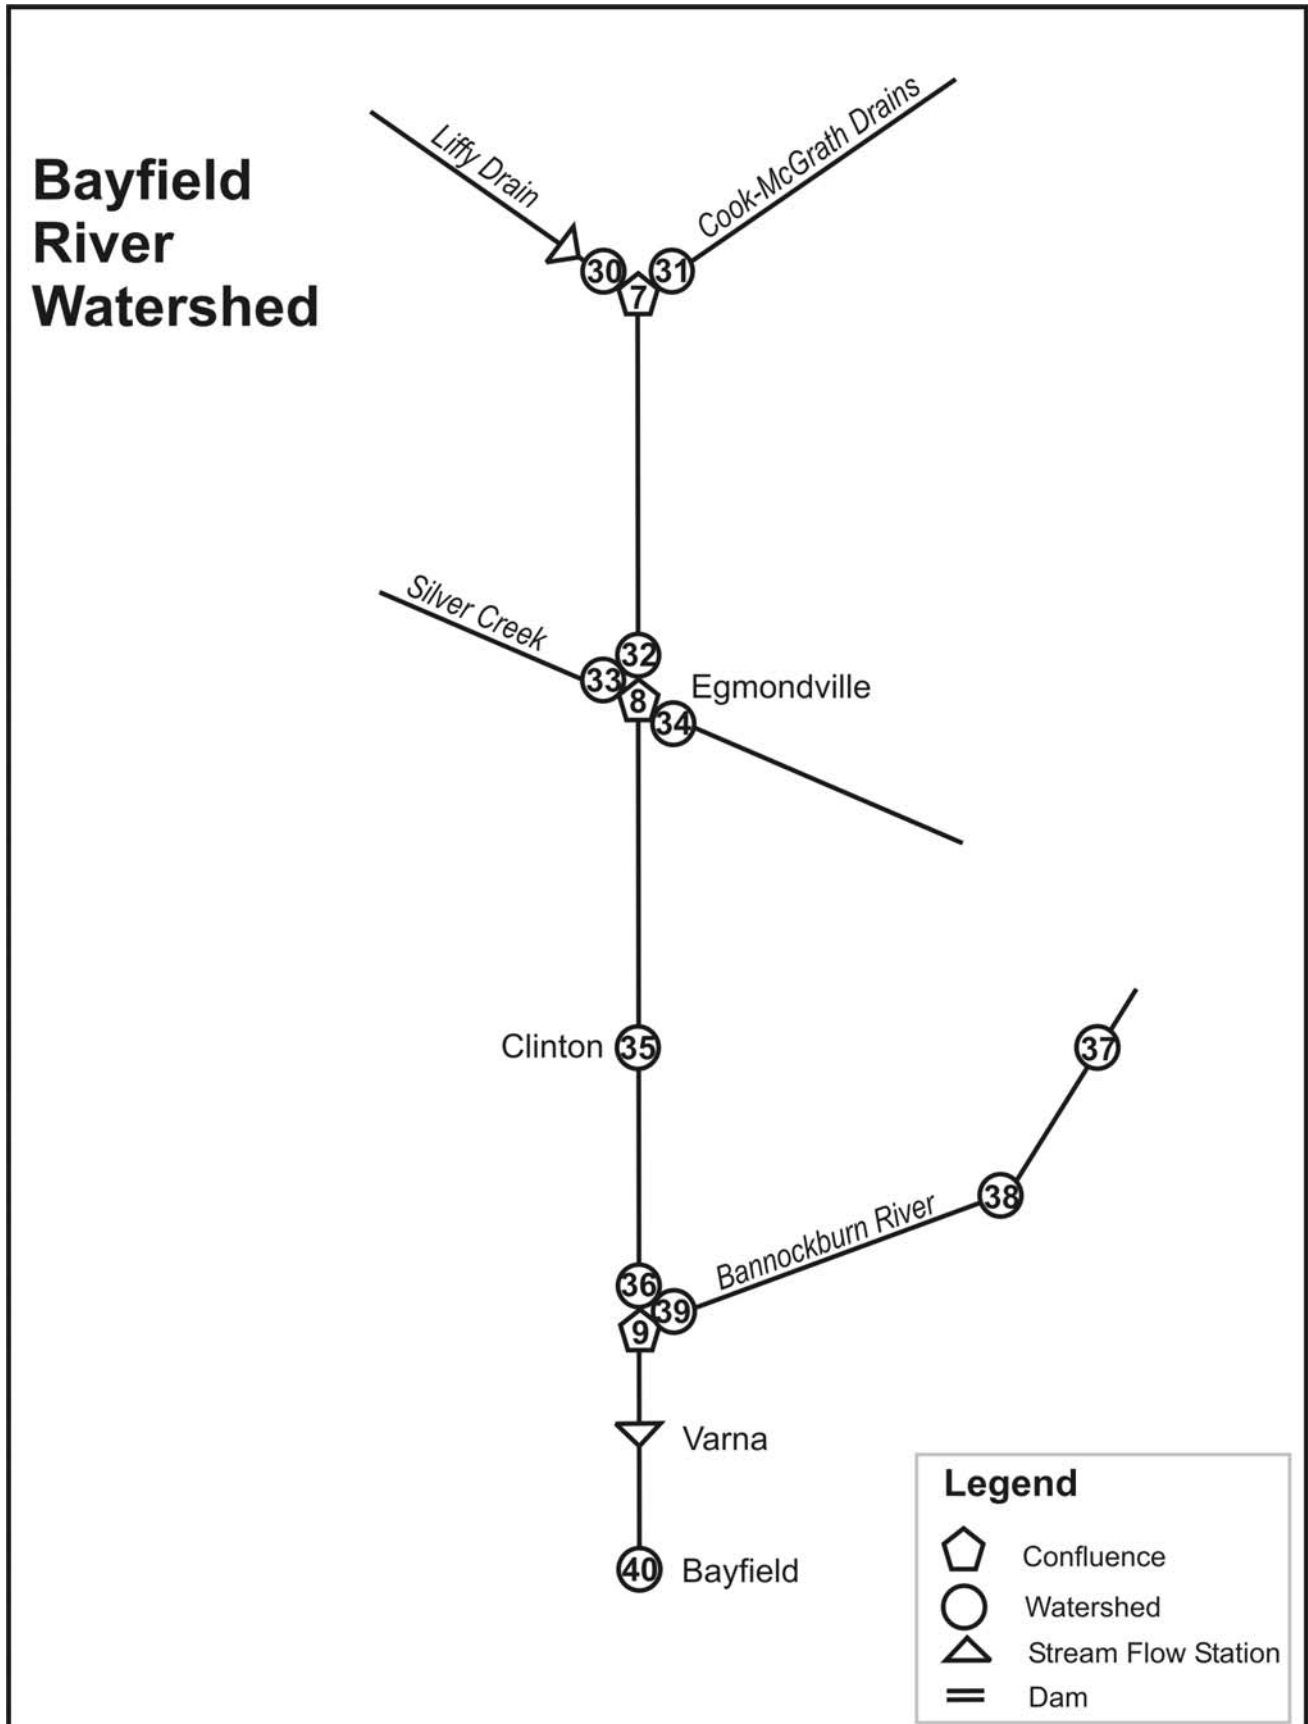 Bayfield
River
Watershed
Liffy Drain
Cook-McGrath Drains
30
31
7
Silver Creek
32
33
Egmondville
8
34
Clinton
35
37
38
Bannockburn River
36
39
9
Varna
40
Bayfield
Legend
Confluence
Watershed
Stream Flow Station
Dam